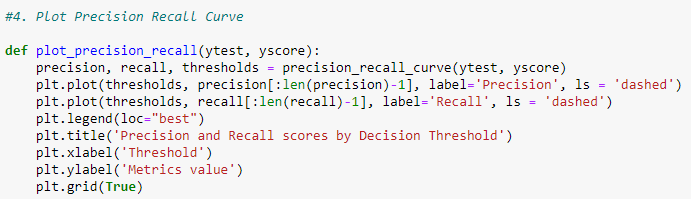 #4. Plot Precision Recall Curve
def plot_precision_recall(ytest, yscore):
    precision, recall, thresholds = precision_recall_curve(ytest, yscore)
    plt.plot(thresholds, precision[:len(precision)-1], label='Precision', ls = 'dashed')
    plt.plot(thresholds, recall[:len(recall)-1], label='Recall', ls = 'dashed')
    plt.legend(loc="best")
    plt.title('Precision and Recall scores by Decision Threshold')
    plt.xlabel('Threshold')
    plt.ylabel('Metrics value')
    plt.grid(True)